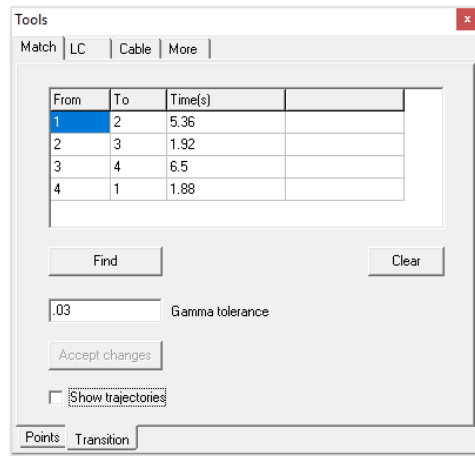 Tools x
Match LC Cable More
From To Time(s)
1 2 5.36
2 3 1.92
3 4 6.5
4 1 1.88
Find Clear
.03 Gamma tolerance
Accept changes
Show trajectories
Points Transition